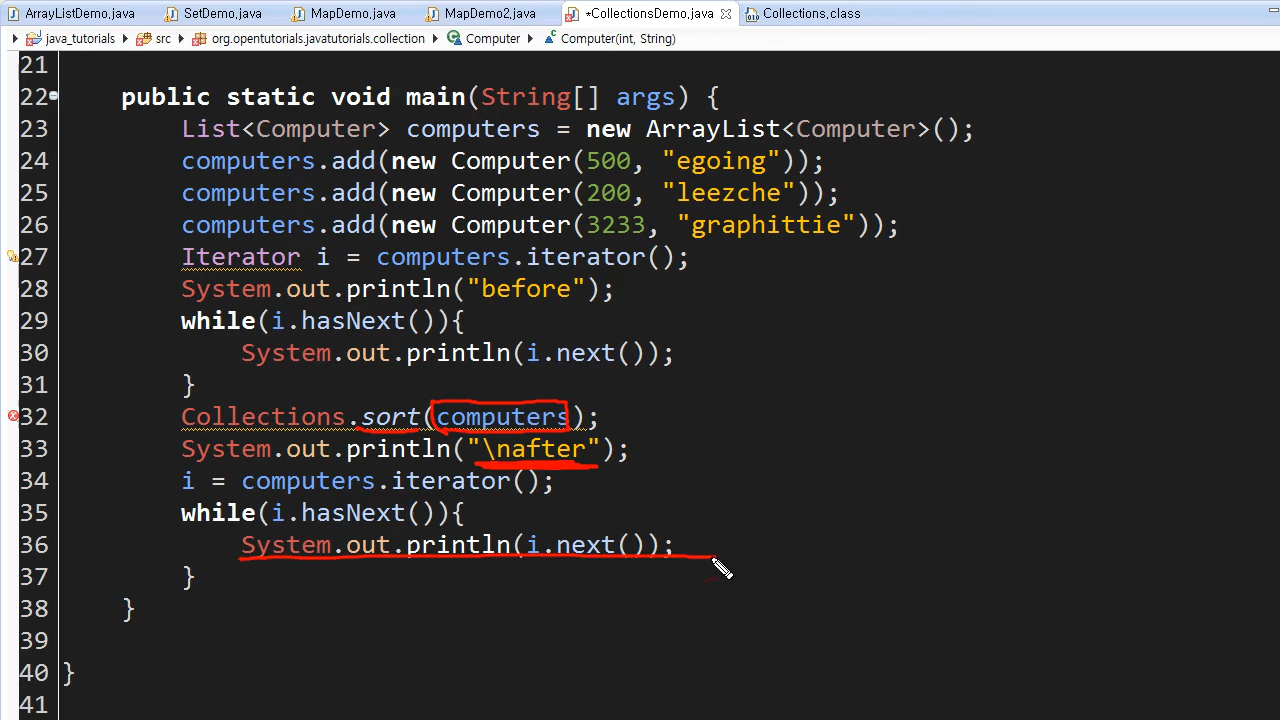 ArrayListDemo.java SetDemo.java MapDemo.java MapDemo2.java *CollectionsDemo.java Collections.class
java_tutorials src org.opentutorials.javatutorials.collection Computer Computer(int, String)
21
22 public static void main(String[] args) {
23 List<Computer> computers = new ArrayList<Computer>();
24 computers.add(new Computer(500, "egoing"));
25 computers.add(new Computer(200, "leezche"));
26 computers.add(new Computer(3233, "graphittie"));
27 Iterator i = computers.iterator();
28 System.out.println("before");
29 while(i.hasNext()){
30 System.out.println(i.next());
31 }
32 Collections.sort(computers);
33 System.out.println("\nafter");
34 i = computers.iterator();
35 while(i.hasNext()){
36 System.out.println(i.next());
37 }
38 }
39
40 }
41